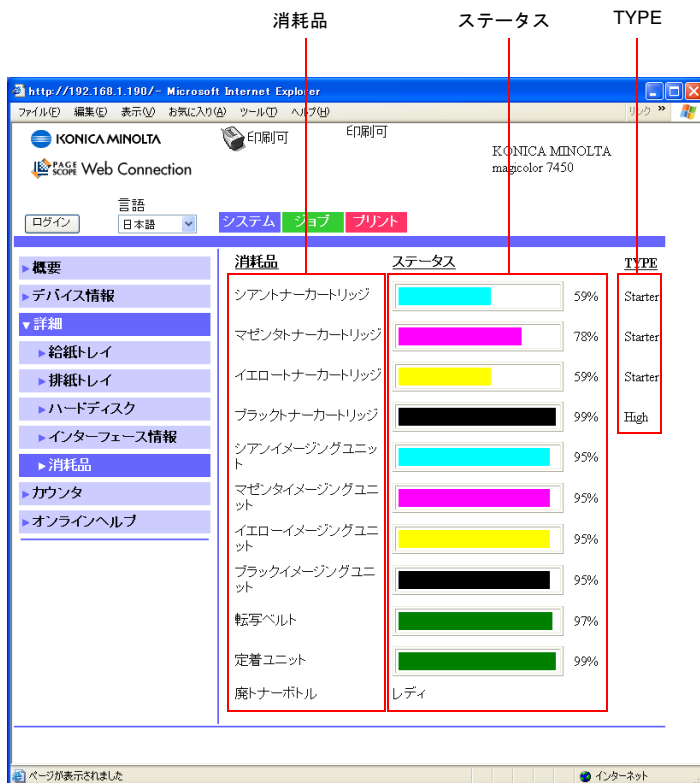 消耗品 ステータス TYPE
http://192.168.1.190/- Microsoft Internet Explorer
ファイル(F) 編集(E) 表示(V) お気に入り(A) ツール(T) ヘルプ(H) リンク »
KONICA MINOLTA 印刷可 印刷可
KONICA MINOLTA
magicolor 7450
PAGE SCOPE Web Connection
言語
ログイン 日本語 システム ジョブ プリント
概要
デバイス情報
詳細
給紙トレイ
排紙トレイ
ハードディスク
インターフェース情報
消耗品
カウンタ
オンラインヘルプ
消耗品 ステータス TYPE
シアントナーカートリッジ 59% Starter
マゼンタトナーカートリッジ 78% Starter
イエロートナーカートリッジ 59% Starter
ブラックトナーカートリッジ 99% High
シアンイメージングユニッ
ト 95%
マゼンタイメージングユニ
ット 95%
イエローイメージングユニ
ット 95%
ブラックイメージングユニ
ット 95%
転写ベルト 97%
定着ユニット 99%
廃トナーボトル レディ
ページが表示されました インターネット